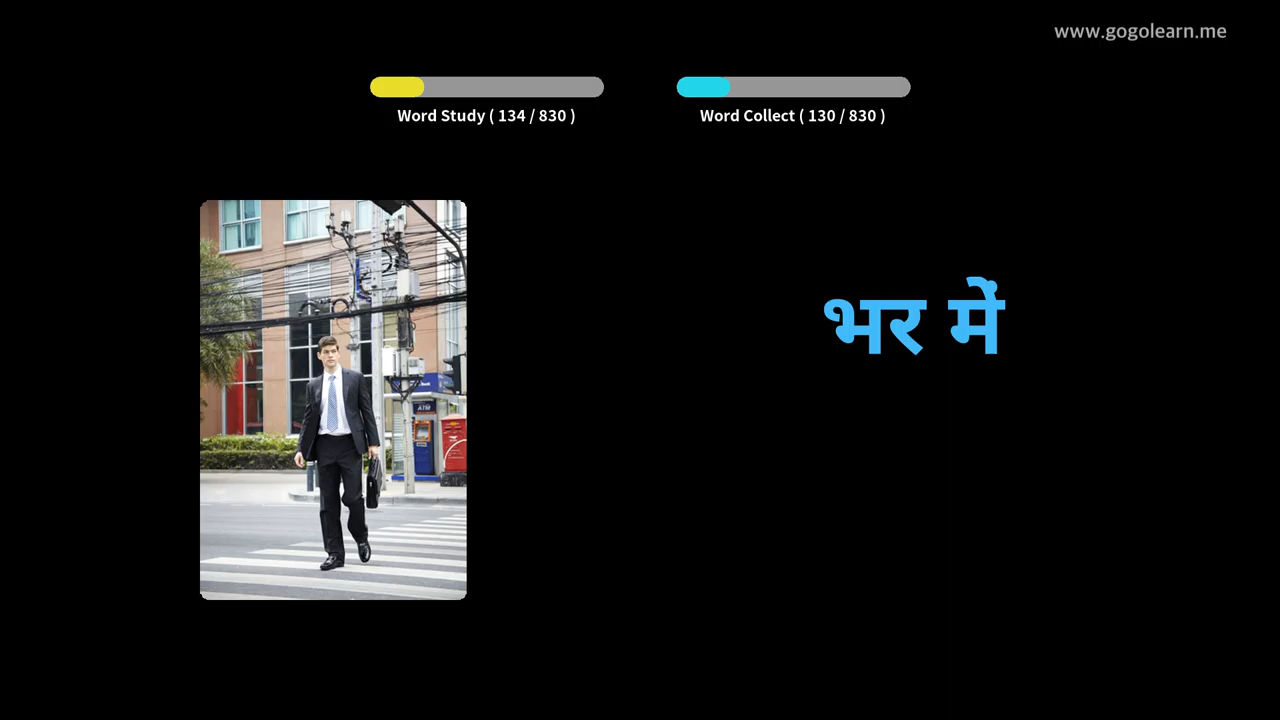 www.gogolearn.me
Word Study ( 134 / 830 )
Word Collect ( 130 / 830 )
भर में
ATM